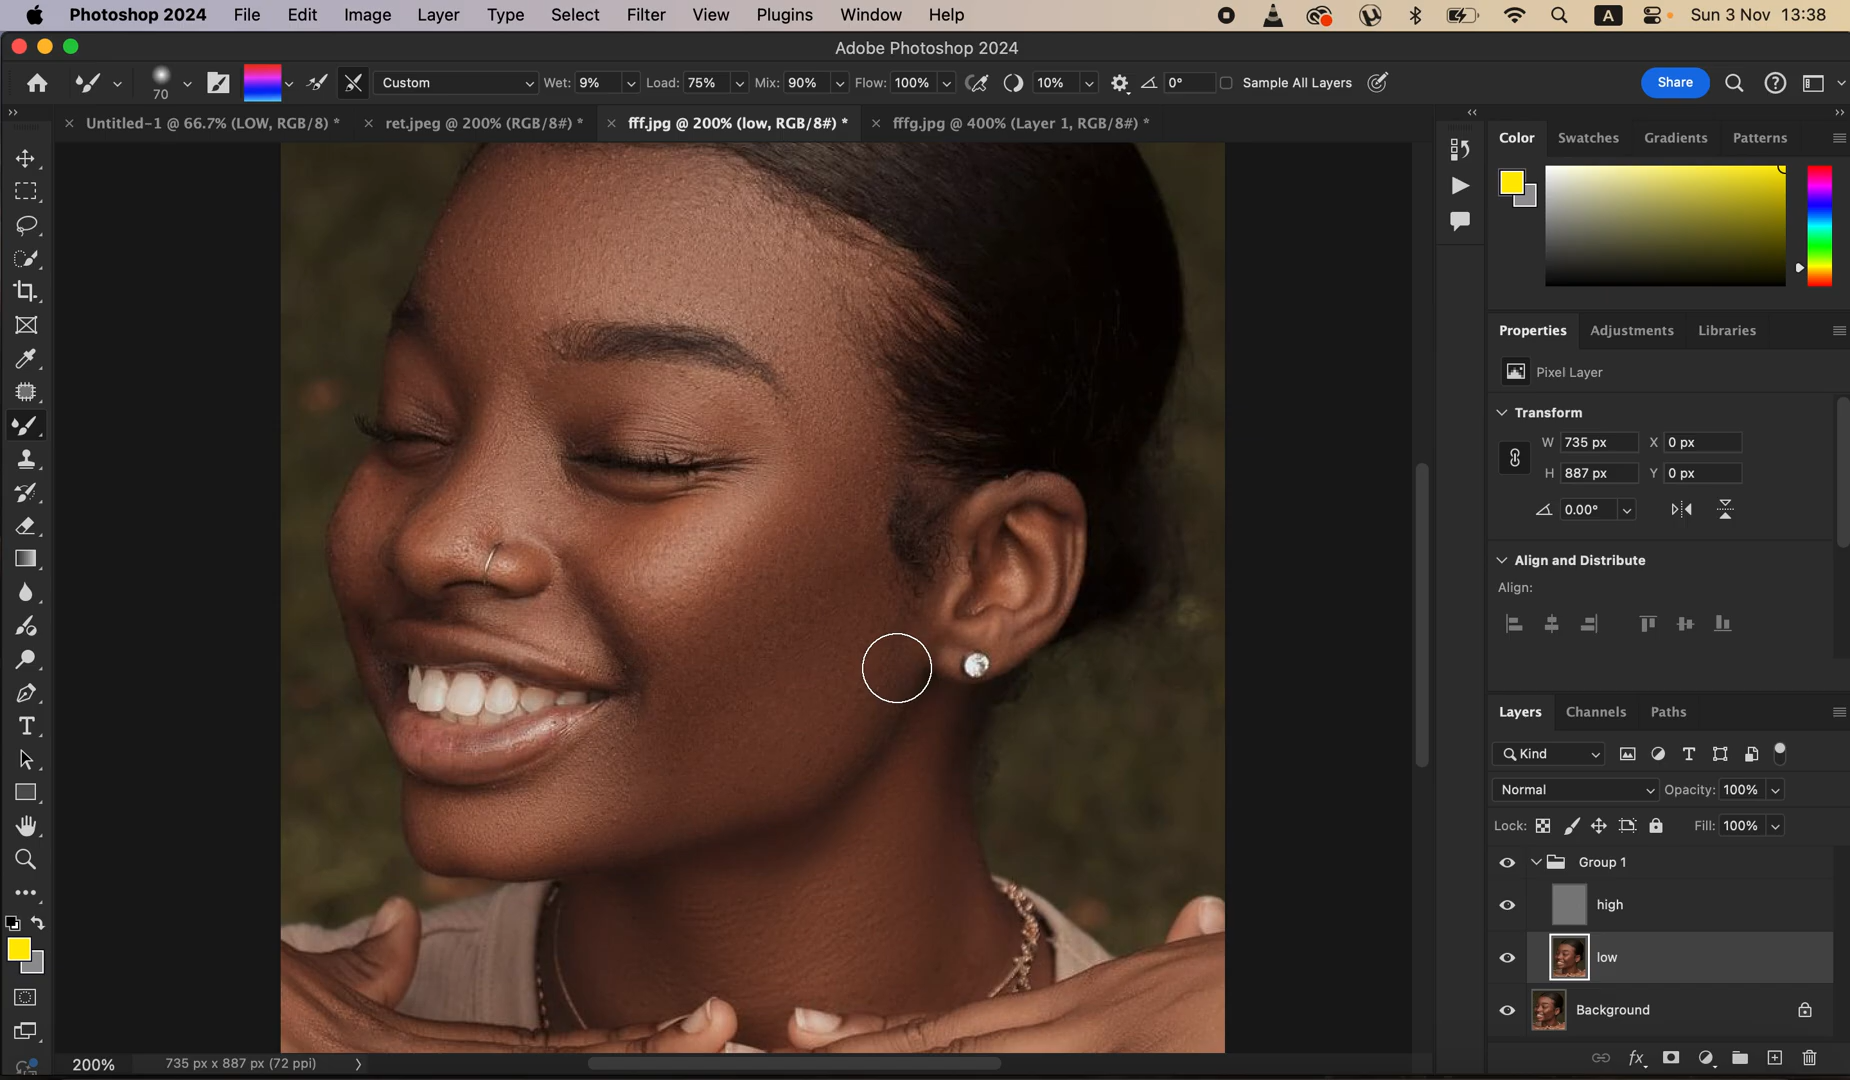 Photoshop 2024 File Edit Image Layer Type Select Filter View Plugins Window Help A Sun 3 Nov 13:38
Adobe Photoshop 2024
70 Custom Wet: 9% Load: 75% Mix: 90% Flow: 100% 10% 0° Sample All Layers Share
Untitled-1 @ 66.7% (LOW, RGB/8) * ret.jpeg @ 200% (RGB/8#) * fff.jpg @ 200% (low, RGB/8#) * fffg.jpg @ 400% (Layer 1, RGB/8#) *
Color Swatches Gradients Patterns
Properties Adjustments Libraries
Pixel Layer
Transform
W 735 px X 0 px
H 887 px Y 0 px
0.00°
Align and Distribute
Align:
Layers Channels Paths
Kind
Normal Opacity: 100%
Lock: Fill: 100%
Group 1
high
low
Background
fx
200% 735 px x 887 px (72 ppi)